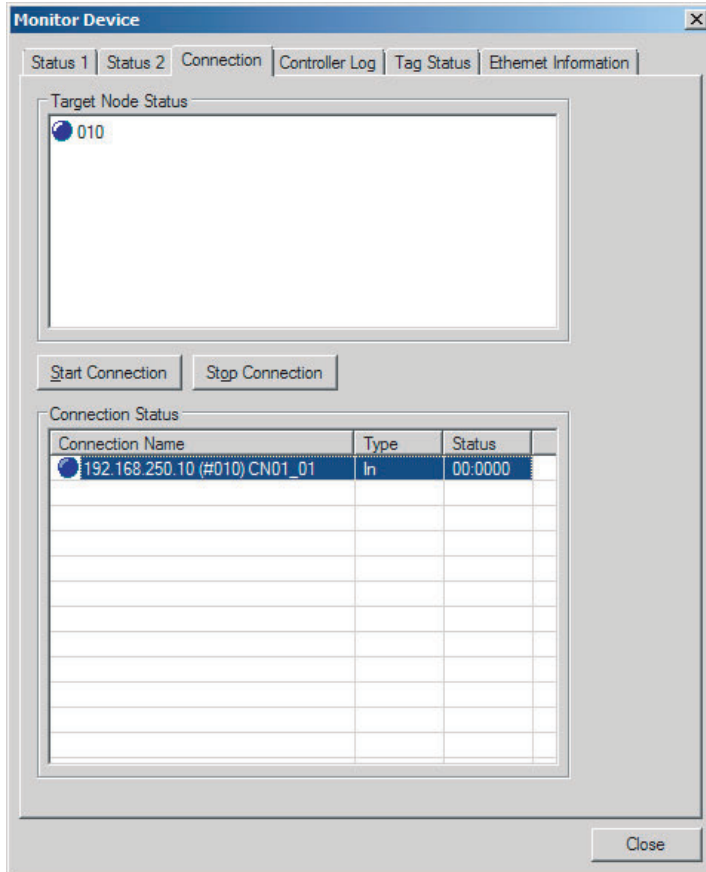 Monitor Device
Status 1 Status 2 Connection Controller Log Tag Status Ethernet Information
Target Node Status
010
Start Connection Stop Connection
Connection Status
Connection Name Type Status
192.168.250.10 (#010) CN01_01 In 00:0000
Close